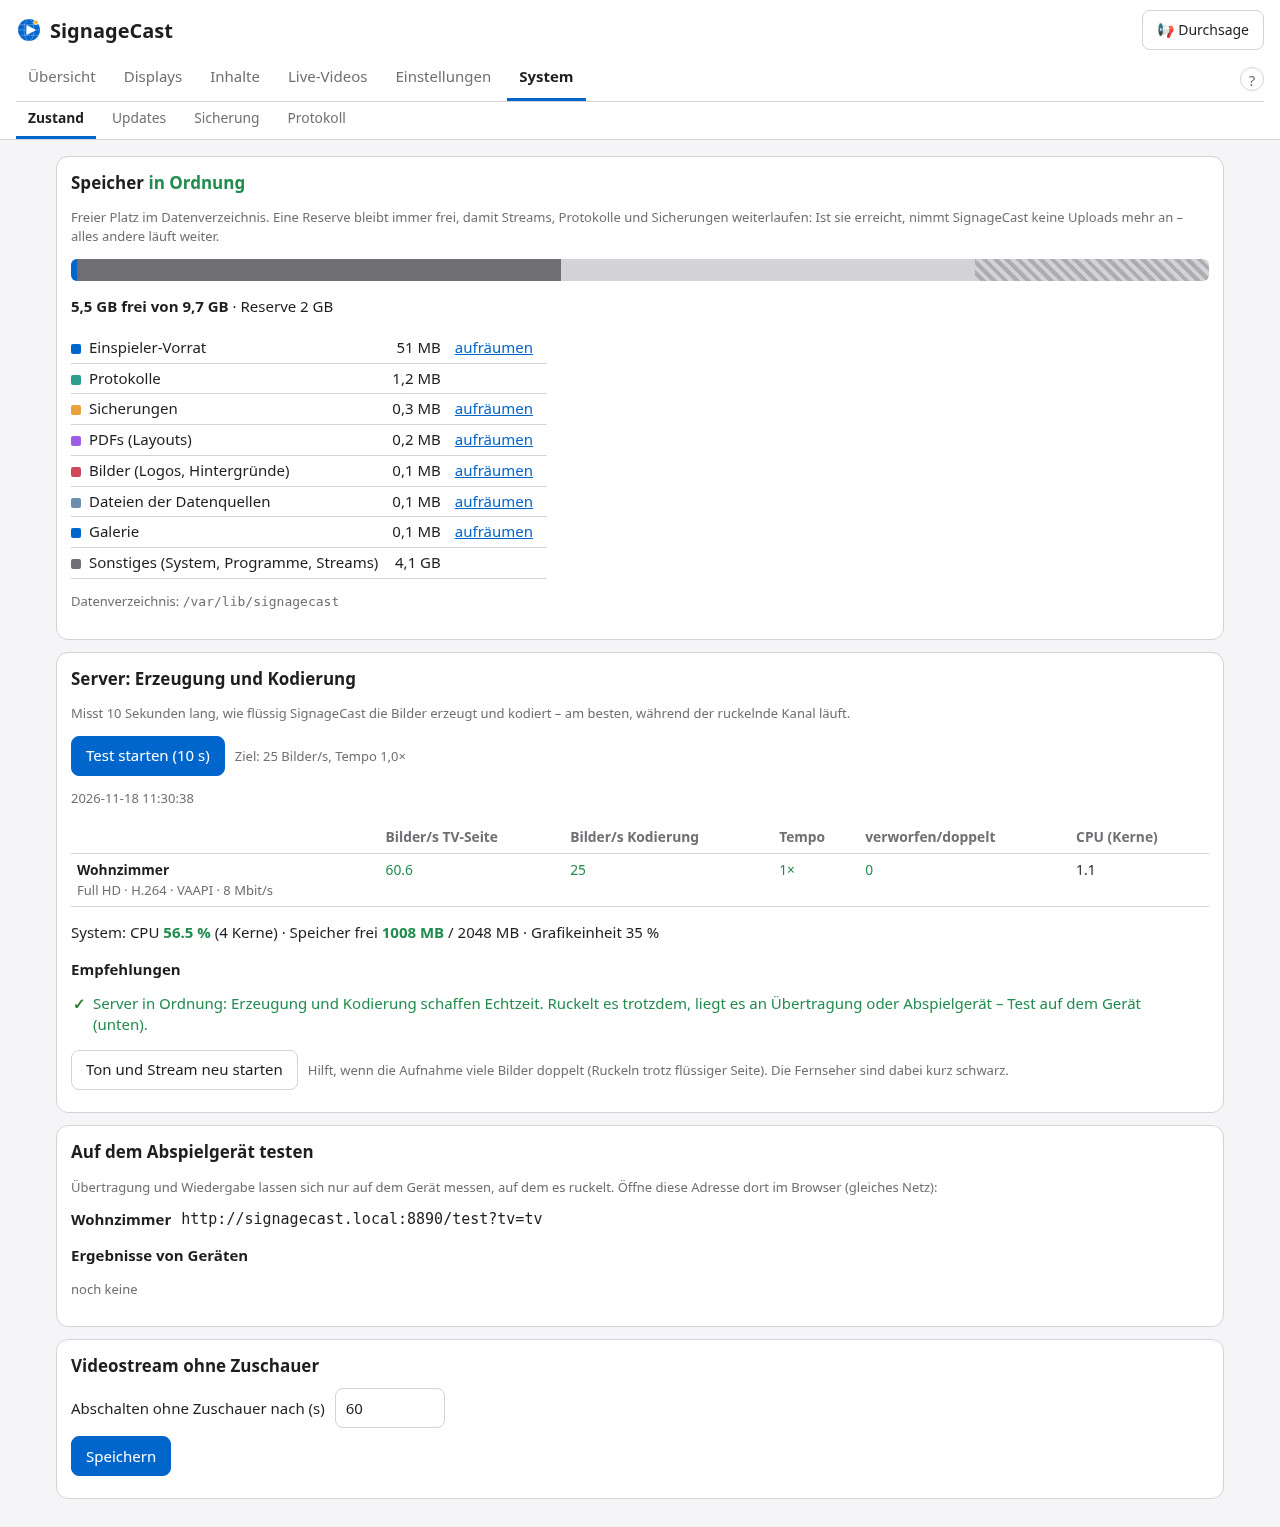 SignageCast
Durchsage
Übersicht Displays Inhalte Live-Videos Einstellungen System ?
Zustand Updates Sicherung Protokoll
Speicher in Ordnung
Freier Platz im Datenverzeichnis. Eine Reserve bleibt immer frei, damit Streams, Protokolle und Sicherungen weiterlaufen: Ist sie erreicht, nimmt SignageCast keine Uploads mehr an –
alles andere läuft weiter.
5,5 GB frei von 9,7 GB · Reserve 2 GB
Einspieler-Vorrat 51 MB aufräumen
Protokolle 1,2 MB
Sicherungen 0,3 MB aufräumen
PDFs (Layouts) 0,2 MB aufräumen
Bilder (Logos, Hintergründe) 0,1 MB aufräumen
Dateien der Datenquellen 0,1 MB aufräumen
Galerie 0,1 MB aufräumen
Sonstiges (System, Programme, Streams) 4,1 GB
Datenverzeichnis: /var/lib/signagecast
Server: Erzeugung und Kodierung
Misst 10 Sekunden lang, wie flüssig SignageCast die Bilder erzeugt und kodiert – am besten, während der ruckelnde Kanal läuft.
Test starten (10 s) Ziel: 25 Bilder/s, Tempo 1,0×
2026-11-18 11:30:38
Bilder/s TV-Seite Bilder/s Kodierung Tempo verworfen/doppelt CPU (Kerne)
Wohnzimmer 60.6 25 1× 0 1.1
Full HD · H.264 · VAAPI · 8 Mbit/s
System: CPU 56.5 % (4 Kerne) · Speicher frei 1008 MB / 2048 MB · Grafikeinheit 35 %
Empfehlungen
✓ Server in Ordnung: Erzeugung und Kodierung schaffen Echtzeit. Ruckelt es trotzdem, liegt es an Übertragung oder Abspielgerät – Test auf dem Gerät
(unten).
Ton und Stream neu starten Hilft, wenn die Aufnahme viele Bilder doppelt (Ruckeln trotz flüssiger Seite). Die Fernseher sind dabei kurz schwarz.
Auf dem Abspielgerät testen
Übertragung und Wiedergabe lassen sich nur auf dem Gerät messen, auf dem es ruckelt. Öffne diese Adresse dort im Browser (gleiches Netz):
Wohnzimmer http://signagecast.local:8890/test?tv=tv
Ergebnisse von Geräten
noch keine
Videostream ohne Zuschauer
Abschalten ohne Zuschauer nach (s) 60
Speichern